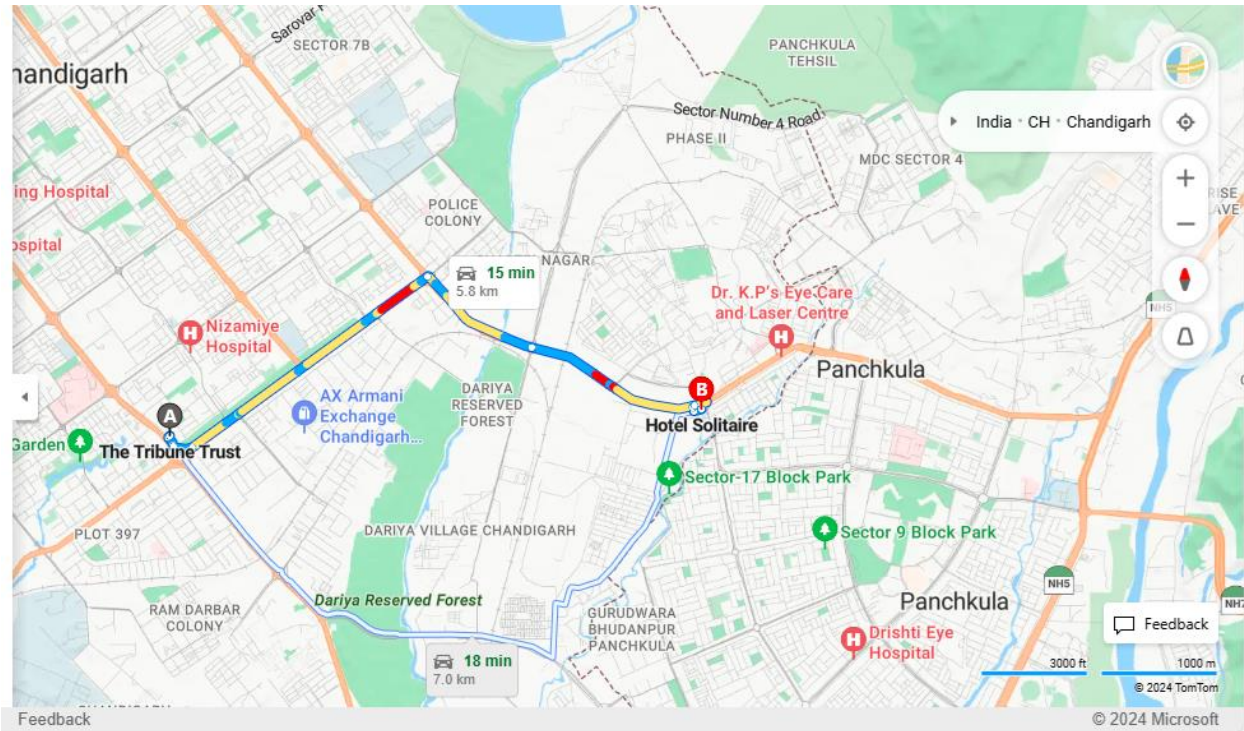 Sarovar
SECTOR 7B
PANCHKULA
TEHSIL
handigarh
Sector Number 4 Road
India · CH · Chandigarh
PHASE II
MDC SECTOR 4
ing Hospital
RISE
AVE
POLICE
COLONY
ospital
NAGAR
15 min
5.8 km
Dr. K.P's Eye Care
and Laser Centre
H
NH5
Nizamiye
Hospital
H
Panchkula
AX Armani
Exchange
Chandigarh...
DARIYA
RESERVED
FOREST
B
A
Hotel Solitaire
Garden
The Tribune Trust
Sector-17 Block Park
PLOT 397
DARIYA VILLAGE CHANDIGARH
Sector 9 Block Park
NH5
RAM DARBAR
COLONY
Dariya Reserved Forest
GURUDWARA
BHUDANPUR
PANCHKULA
Panchkula
NH7
Feedback
H
Drishti Eye
Hospital
18 min
7.0 km
3000 ft
1000 m
© 2024 TomTom
Feedback
© 2024 Microsoft